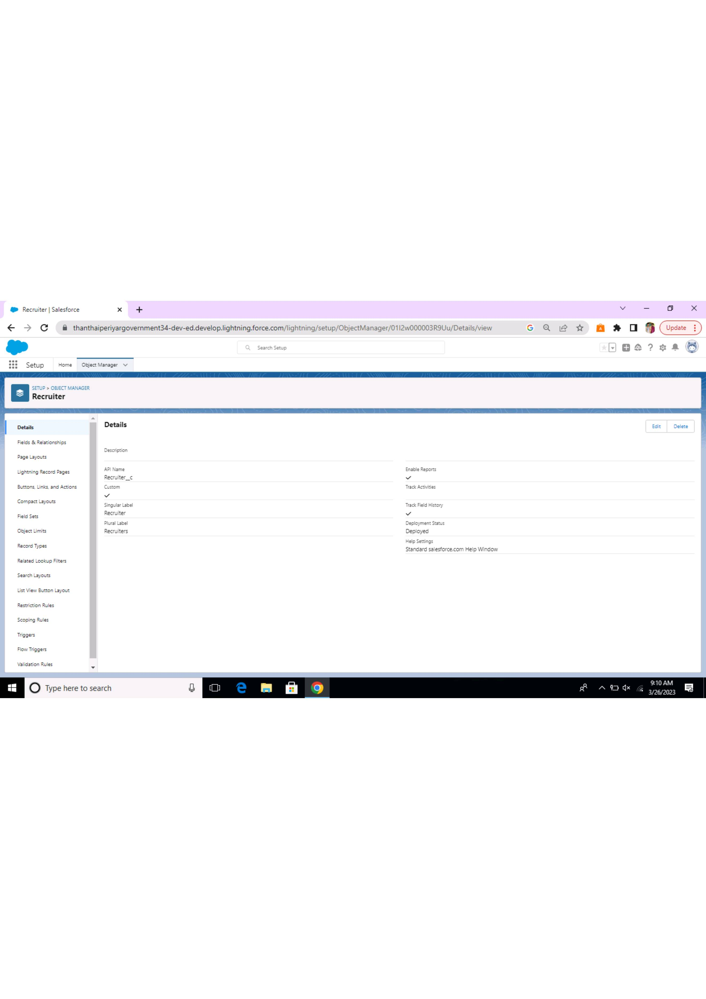 Recruiter | Salesforce
thanthaiperiyargovernment34-dev-ed.develop.lightning.force.com/lightning/setup/ObjectManager/01I2w000003R9Uu/Details/view
Update
Search Setup
Setup
Home
Object Manager
SETUP > OBJECT MANAGER
Recruiter
Details
Fields & Relationships
Page Layouts
Lightning Record Pages
Buttons, Links, and Actions
Compact Layouts
Field Sets
Object Limits
Record Types
Related Lookup Filters
Search Layouts
List View Button Layout
Restriction Rules
Scoping Rules
Triggers
Flow Triggers
Validation Rules
Details
Edit
Delete
Description
API Name
Recruiter__c
Custom
Singular Label
Recruiter
Plural Label
Recruiters
Enable Reports
Track Activities
Track Field History
Deployment Status
Deployed
Help Settings
Standard salesforce.com Help Window
Type here to search
9:10 AM
3/26/2023